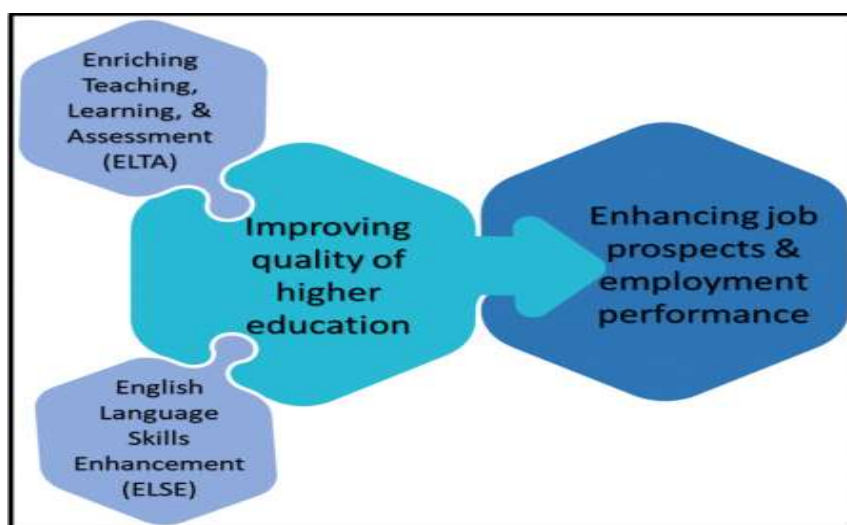 Enriching
Teaching,
Learning, &
Assessment
(ELTA)
Improving
quality of
higher
education
Enhancing job
prospects &
employment
performance
English
Language
Skills
Enhancement
(ELSE)